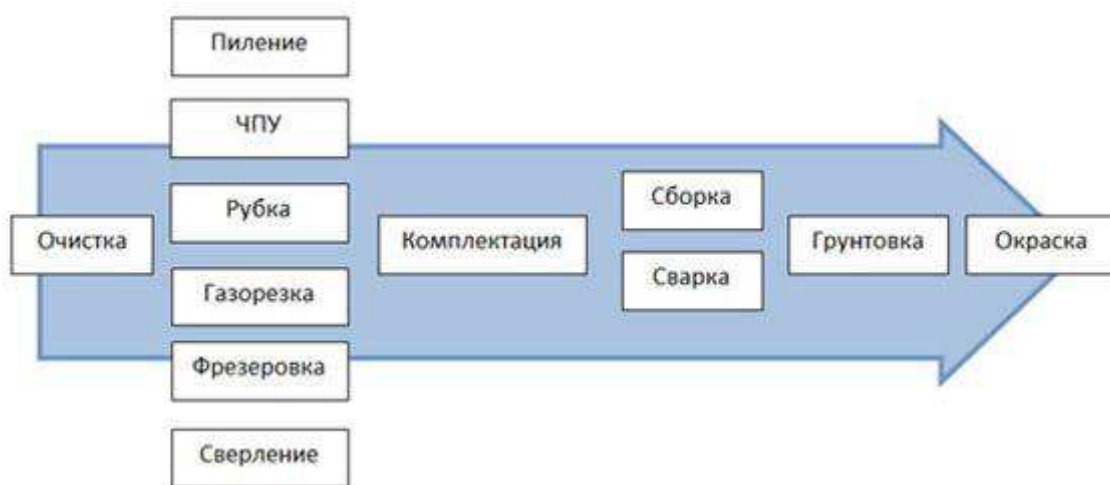 Очистка
Пиление
ЧПУ
Рубка
Газорезка
Фрезеровка
Сверление
Комплектация
Сборка
Сварка
Грунтовка
Окраска